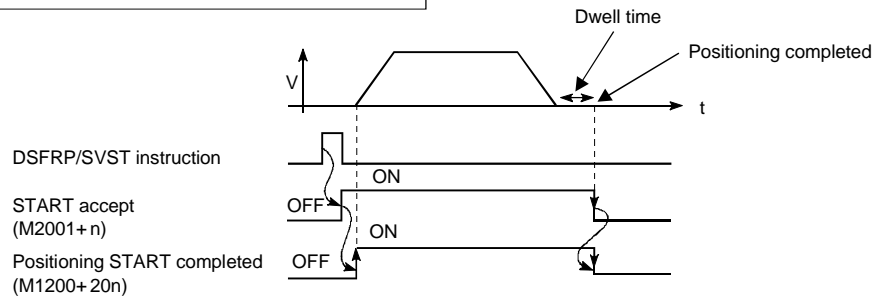 Dwell time
Positioning completed
V
t
DSFRP/SVST instruction
ON
START accept
(M2001+ n)
OFF
ON
Positioning START completed
(M1200+ 20n)
OFF